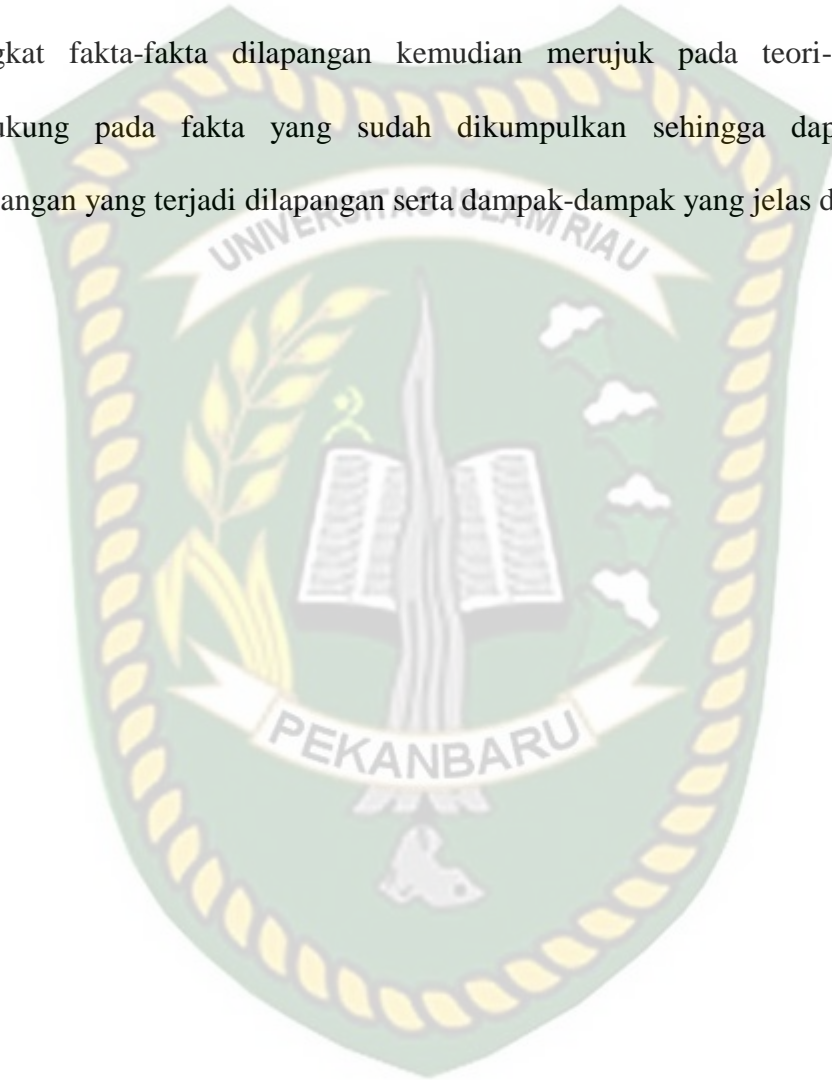 gkat fakta-fakta dilapangan kemudian merujuk pada teori-
ukung pada fakta yang sudah dikumpulkan sehingga dap
angan yang terjadi dilapangan serta dampak-dampak yang jelas d
UNIVERSITAS ISLAM RIAU
PEKANBARU